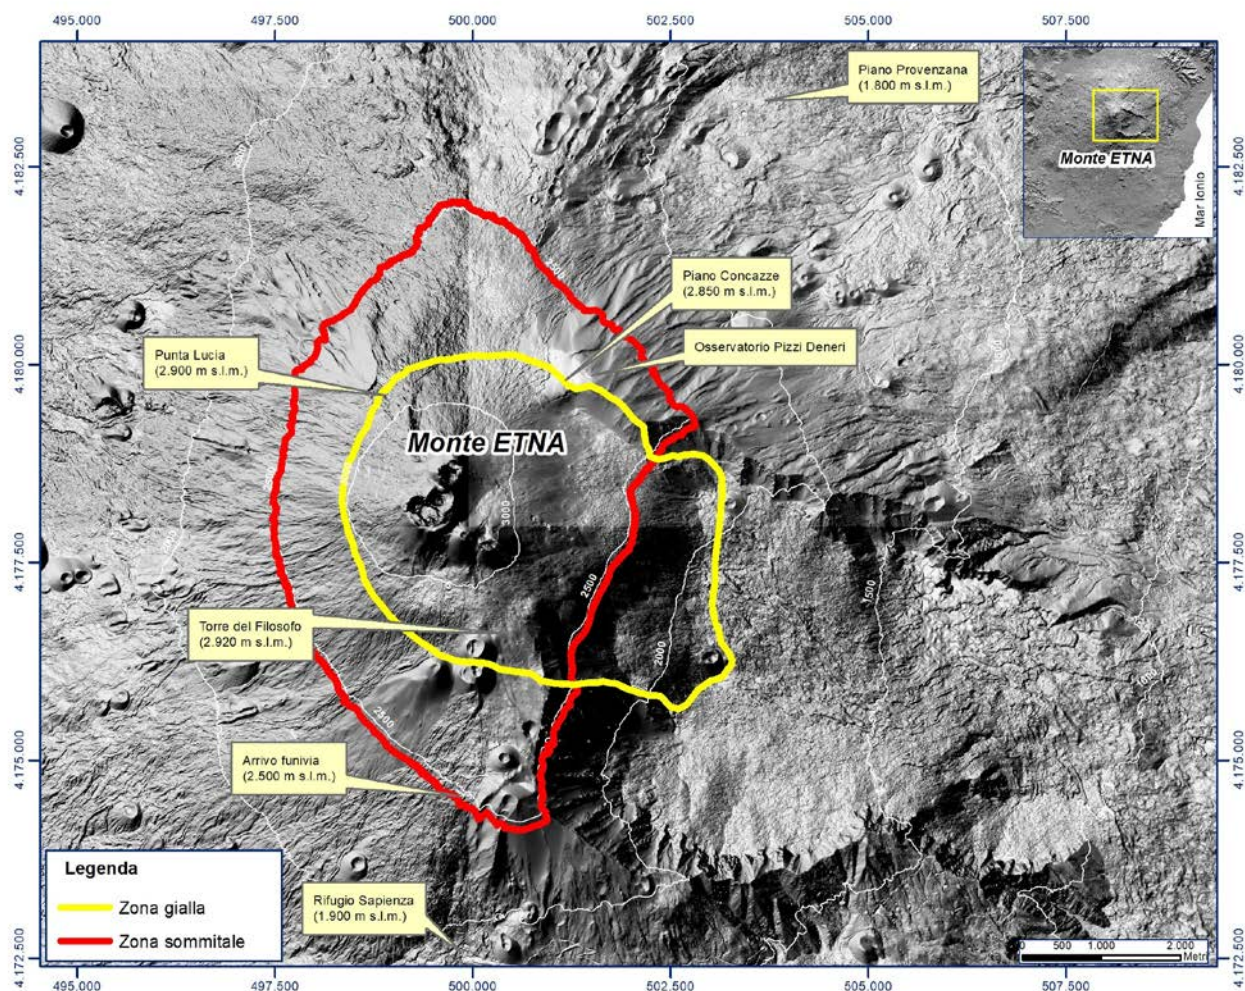 495.000 497.500 500.000 502.500 505.000 507.500
4.182.500
4.180.000
4.177.500
4.175.000
4.172.500
Piano Provenzana
(1.800 m s.l.m.)
Monte ETNA
Mar Ionio
4.182.500
4.180.000
4.177.500
4.175.000
4.172.500
2500
Piano Concazze
(2.850 m s.l.m.)
Osservatorio Pizzi Deneri
Punta Lucia
(2.900 m s.l.m.)
Monte ETNA
3000
2500
1500
2000
Torre del Filosofo
(2.920 m s.l.m.)
2500
Arrivo funivia
(2.500 m s.l.m.)
Rifugio Sapienza
(1.900 m s.l.m.)
Legenda
Zona gialla
Zona sommitale
0 500 1.000 2.000
Metri
495.000 497.500 500.000 502.500 505.000 507.500